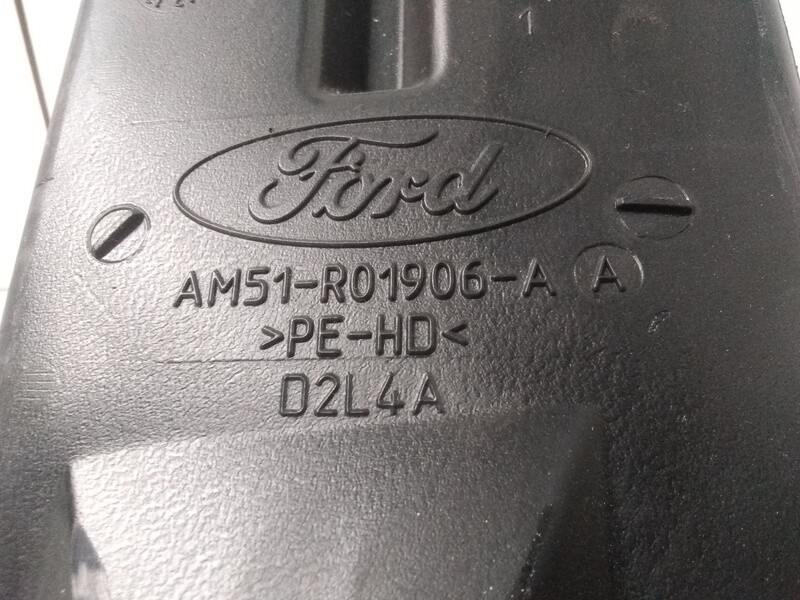 1
Ford
AM51-R01906-A A
>PE-HD<
D2L4A